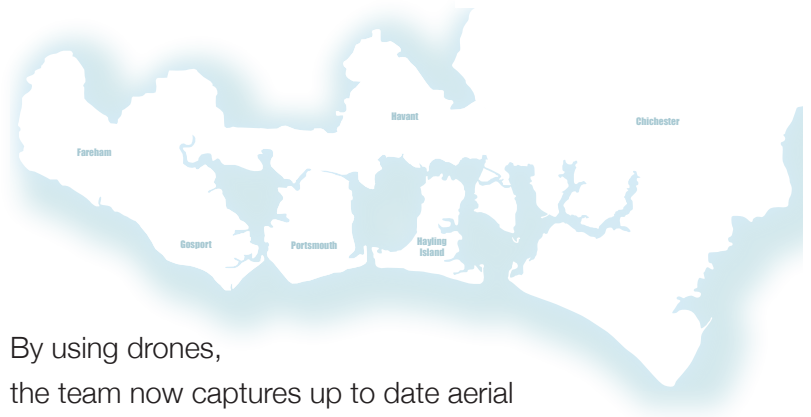 Havant
Chichester
Fareham
Gosport
Portsmouth
Hayling
Island
By using drones,
the team now captures up to date aerial